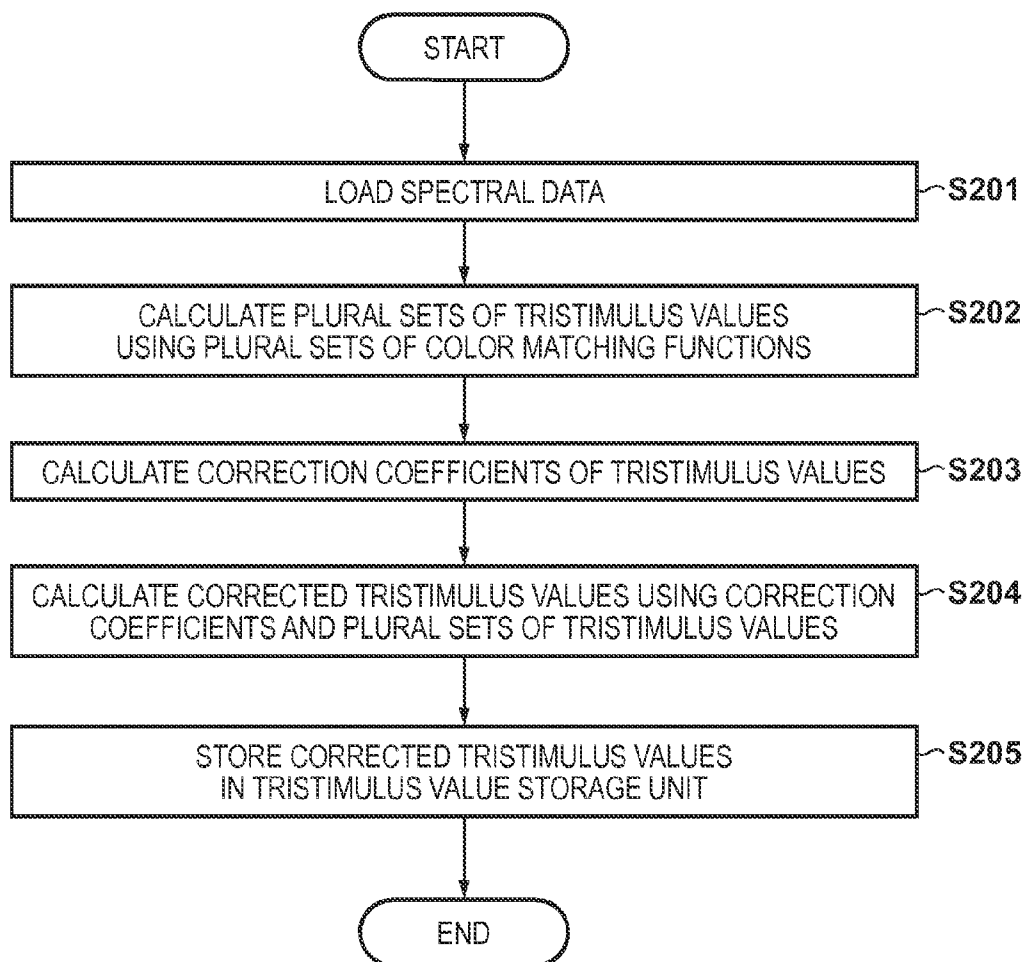 START
LOAD SPECTRAL DATA
S201
CALCULATE PLURAL SETS OF TRISTIMULUS VALUES
USING PLURAL SETS OF COLOR MATCHING FUNCTIONS
S202
CALCULATE CORRECTION COEFFICIENTS OF TRISTIMULUS VALUES
S203
CALCULATE CORRECTED TRISTIMULUS VALUES USING CORRECTION
COEFFICIENTS AND PLURAL SETS OF TRISTIMULUS VALUES
S204
STORE CORRECTED TRISTIMULUS VALUES
IN TRISTIMULUS VALUE STORAGE UNIT
S205
END